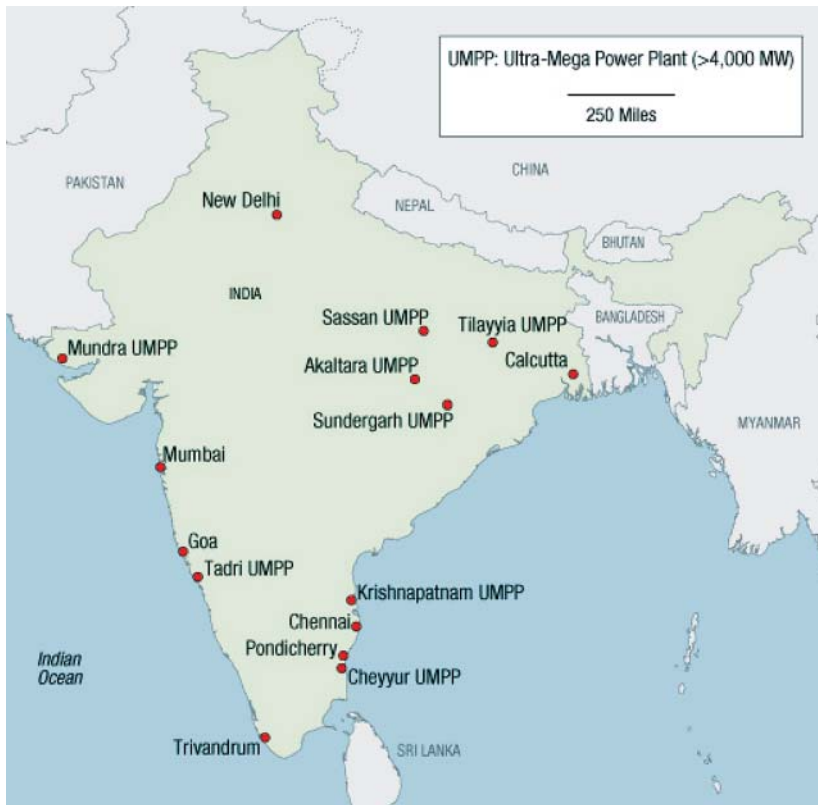 UMPP: Ultra-Mega Power Plant (>4,000 MW)
250 Miles
CHINA
PAKISTAN
New Delhi
NEPAL
BHUTAN
INDIA
Sassan UMPP
Tilayyia UMPP
BANGLADESH
Mundra UMPP
Akaltara UMPP
Calcutta
Sundergarh UMPP
MYANMAR
Mumbai
Goa
Tadri UMPP
Krishnapatnam UMPP
Chennai
Pondicherry
Cheyyur UMPP
Indian
Ocean
Trivandrum
SRI LANKA